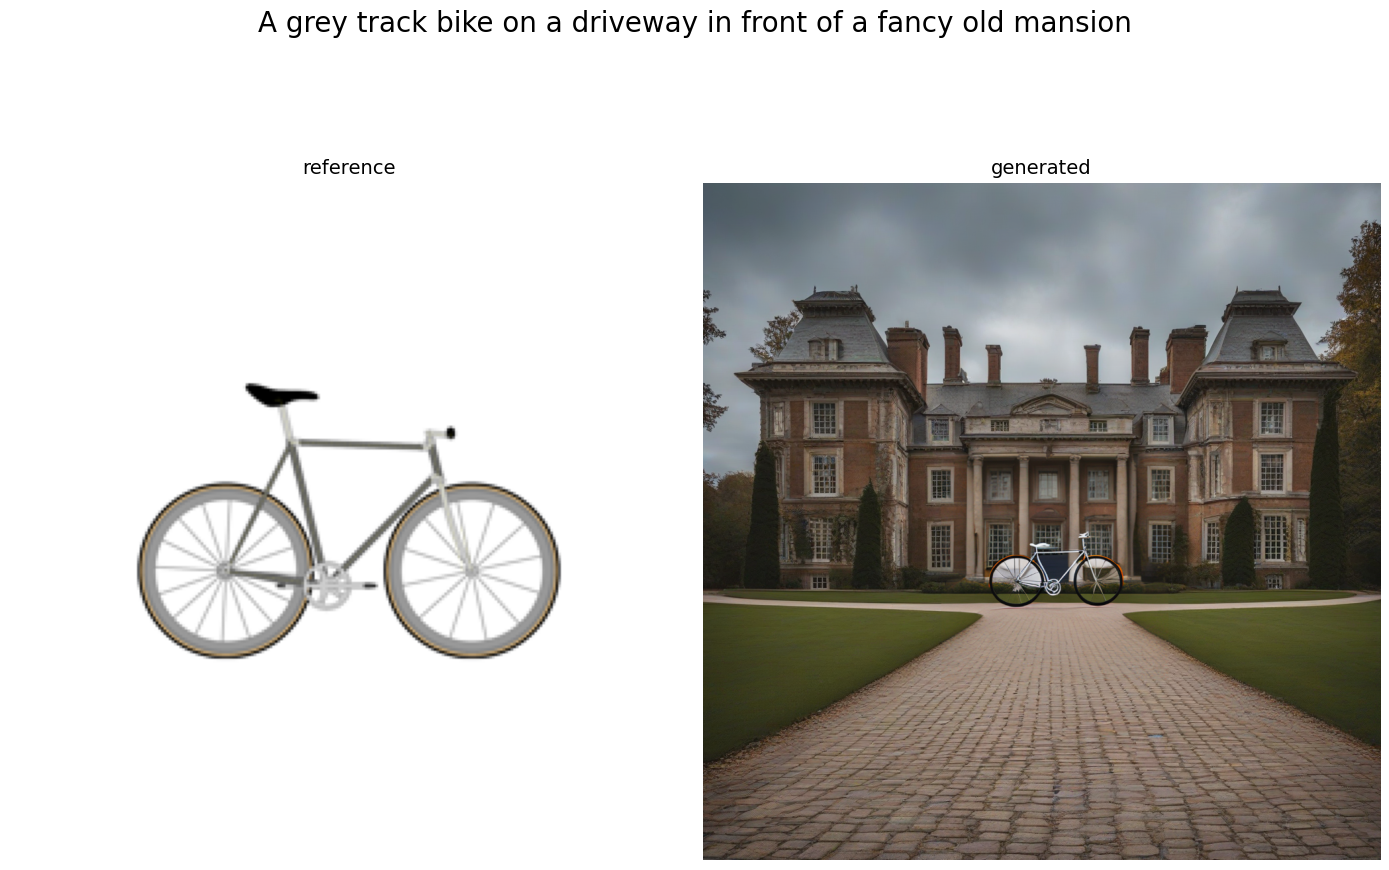 A grey track bike on a driveway in front of a fancy old mansion
reference
generated